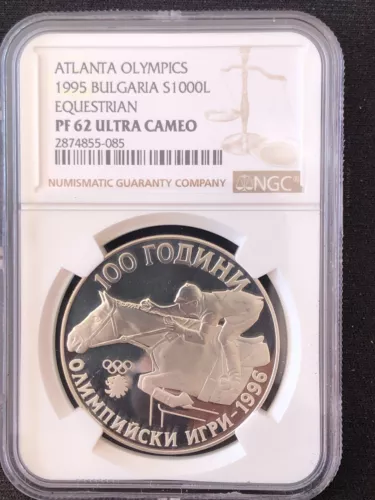 ATLANTA OLYMPICS
1995 BULGARIA S1000L
EQUESTRIAN
PF 62 ULTRA CAMEO
2874855-085
NUMISMATIC GUARANTY COMPANY NGC®
100 ГОДИНИ
ОЛИМПИЙСКИ ИГРИ-1996